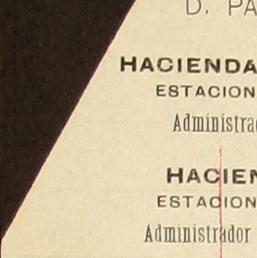 D. PA
HACIENDA
ESTACION
Administra
HACIEN
ESTACION
Administrador